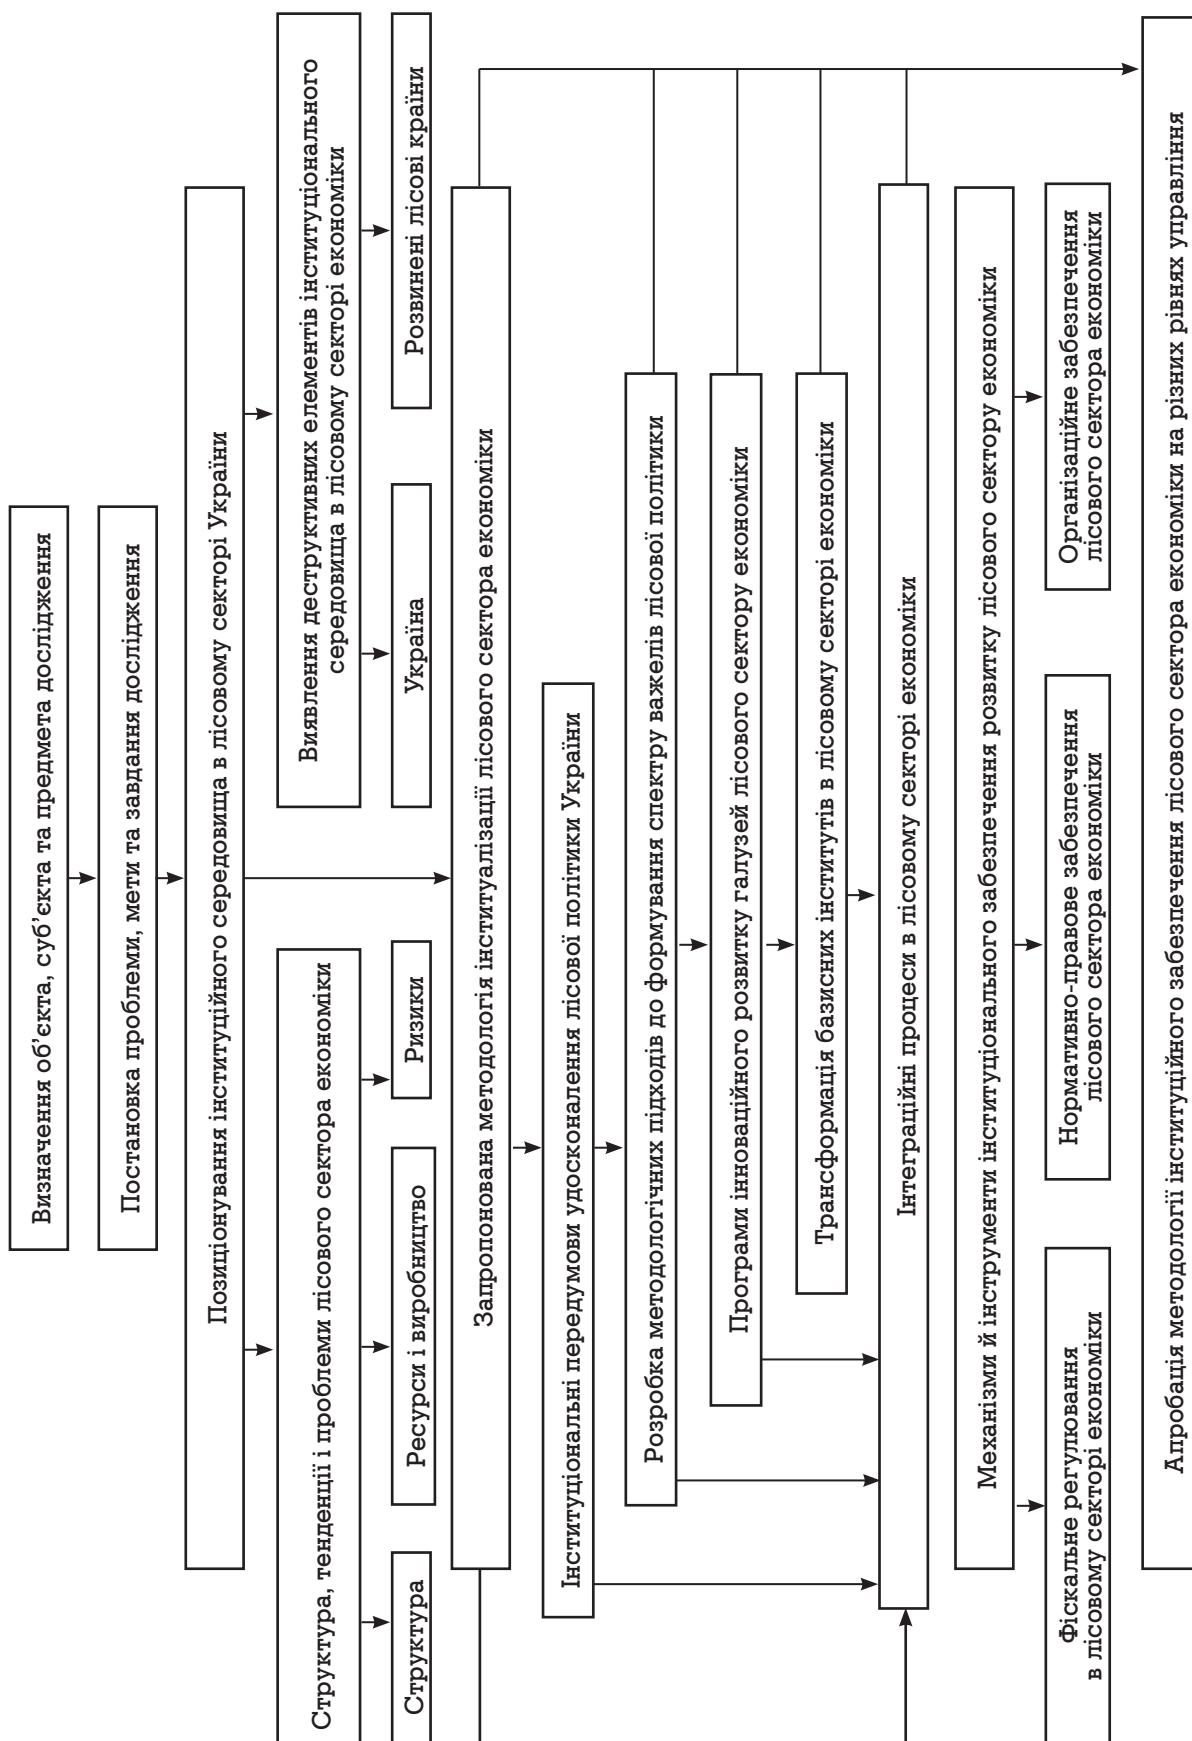 Визначення об’єкта, суб’єкта та предмета дослідження
Постановка проблеми, мети та завдання дослідження
Позиціонування інституційного середовища в лісовому секторі України
Структура, тенденції і проблеми лісового сектора економіки
Виявлення деструктивних елементів інституціонального
середовища в лісовому секторі економіки
Структура
Ресурси і виробництво
Ризики
Україна
Розвинені лісові країни
Запропонована методологія інституалізації лісового сектора економіки
Інституціональні передумови удосконалення лісової політики України
Розробка методологічних підходів до формування спектру важелів лісової політики
Програми інноваційного розвитку галузей лісового сектору економіки
Трансформація базисних інститутів в лісовому секторі економіки
Інтеграційні процеси в лісовому секторі економіки
Механізми й інструменти інституціонального забезпечення розвитку лісового сектору економіки
Фіскальне регулювання
в лісовому секторі економіки
Нормативно-правове забезпечення
лісового сектора економіки
Організаційне забезпечення
лісового сектора економіки
Апробація методології інституційного забезпечення лісового сектора економіки на різних рівнях управління